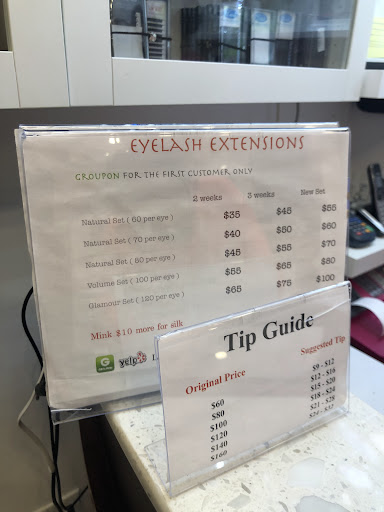 EYELASH EXTENSIONS
GROUPON FOR THE FIRST CUSTOMER ONLY
2 weeks 3 weeks New Set
Natural Set ( 60 per eye ) $35 $45 $55
Natural Set ( 70 per eye ) $40 $50 $60
Natural Set ( 80 per eye ) $45 $55 $70
Volume Set ( 100 per eye ) $55 $65 $80
Glamour Set ( 120 per eye ) $65 $75 $100
Mink $10 more for silk
yelp
Tip Guide
Original Price Suggested Tip
$60 $9 - $12
$80 $12 - $16
$100 $15 - $20
$120 $18 - $24
$140 $21 - $28
$160